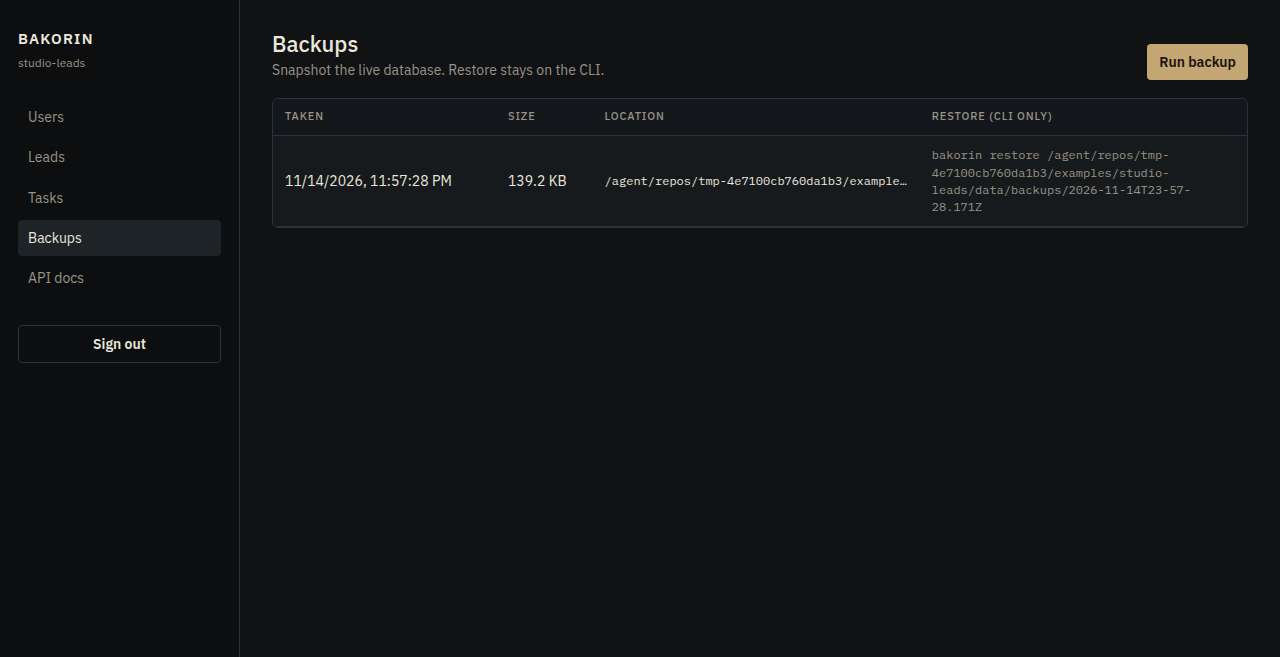 BAKORIN
studio-leads
Users
Leads
Tasks
Backups
API docs
Sign out
Backups
Snapshot the live database. Restore stays on the CLI.
Run backup
TAKEN SIZE LOCATION RESTORE (CLI ONLY)
11/14/2026, 11:57:28 PM 139.2 KB /agent/repos/tmp-4e7100cb760da1b3/example…
bakorin restore /agent/repos/tmp-
4e7100cb760da1b3/examples/studio-
leads/data/backups/2026-11-14T23-57-
28.171Z